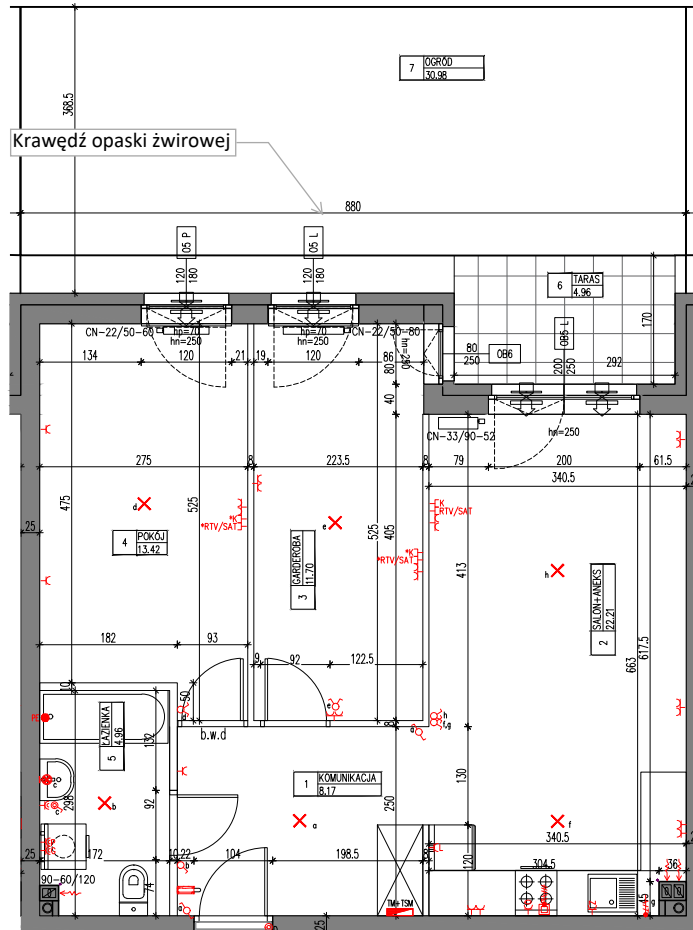 7 OGRÓD
30.98
368.5
Krawędź opaski żwirowej
880
05 P
05 L
120
180
120
180
6 TARAS
4.96
170
CN-22/50-60
hp=70
hn=250
hp=70
hn=250
CN-22/50-80
hn=250
80
250
OB6
OB5 L
200
250
292
134
120
21
19
120
86
80
40
CN-33/90-52
hn=250
275
8
223.5
8
79
200
61.5
340.5
475
525
525
405
25
d
e
h
*K
*RTV/SAT
*K
*RTV/SAT
K
RTV/SAT
4 POKÓJ
13.42
3 GARDEROBA
11.70
2 SALON+ANEKS
22.21
413
663
617.5
182
93
9
92
122.5
10
50
e
d
h
f,g
a
8
b.w.d
5 ŁAZIENKA
4.96
132
92
298
c
c
b
1 KOMUNIKACJA
8.17
a
250
130
f
340.5
25
172
10
22
104
198.5
8
120
304.5
36
90-60/120
74
b
a
TM+TSM
25
45
g